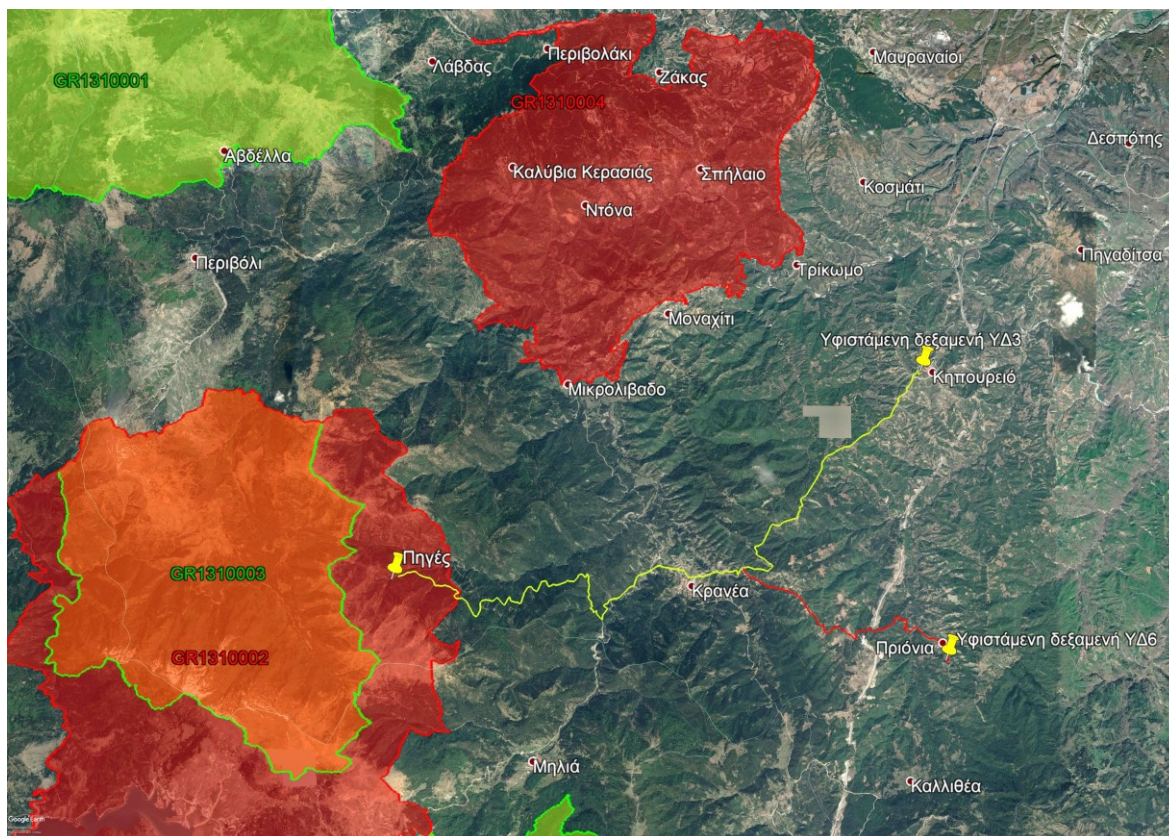 Περιβολάκι
Μαυραναίοι
Λάβδας
Ζάκας
GR1310001
GR1310004
Δεσπότης
Αβδέλλα
Καλύβια Κερασιάς
Σπήλαιο
Κοσμάτι
Ντόνα
Περιβόλι
Πηγαδίτσα
Τρίκωμο
Μοναχίτι
Υφιστάμενη δεξαμενή ΥΔ3
Κηπουρειό
Μικρολίβαδο
Πηγές
GR1310003
Κρανέα
Υφιστάμενη δεξαμενή ΥΔ6
Πριόνια
GR1310002
Μηλιά
Καλλιθέα
Google Earth